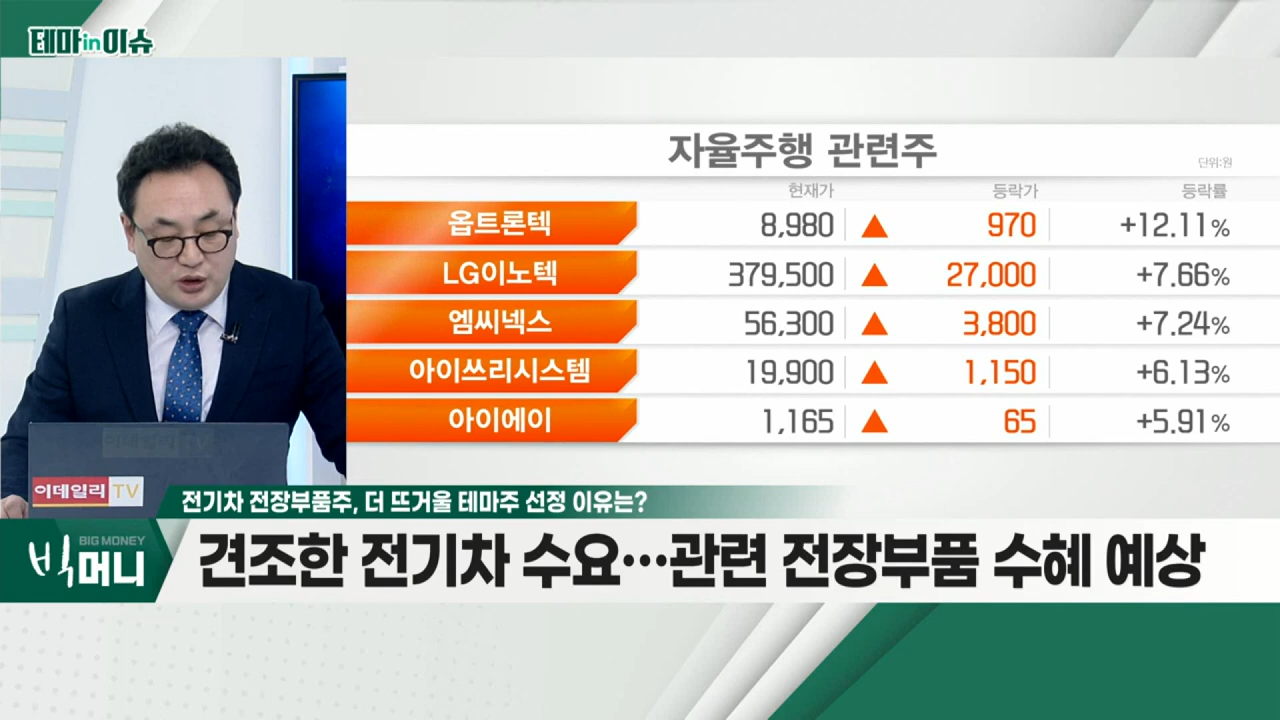 테마in이슈
자율주행 관련주
단위:원
현재가 등락가 등락률
옵트론텍 8,980 ▲ 970 +12.11%
LG이노텍 379,500 ▲ 27,000 +7.66%
엠씨넥스 56,300 ▲ 3,800 +7.24%
아이쓰리시스템 19,900 ▲ 1,150 +6.13%
아이에이 1,165 ▲ 65 +5.91%
이데일리TV
이데일리TV
전기차 전장부품주, 더 뜨거울 테마주 선정 이유는?
BIG MONEY
빅머니
견조한 전기차 수요…관련 전장부품 수혜 예상